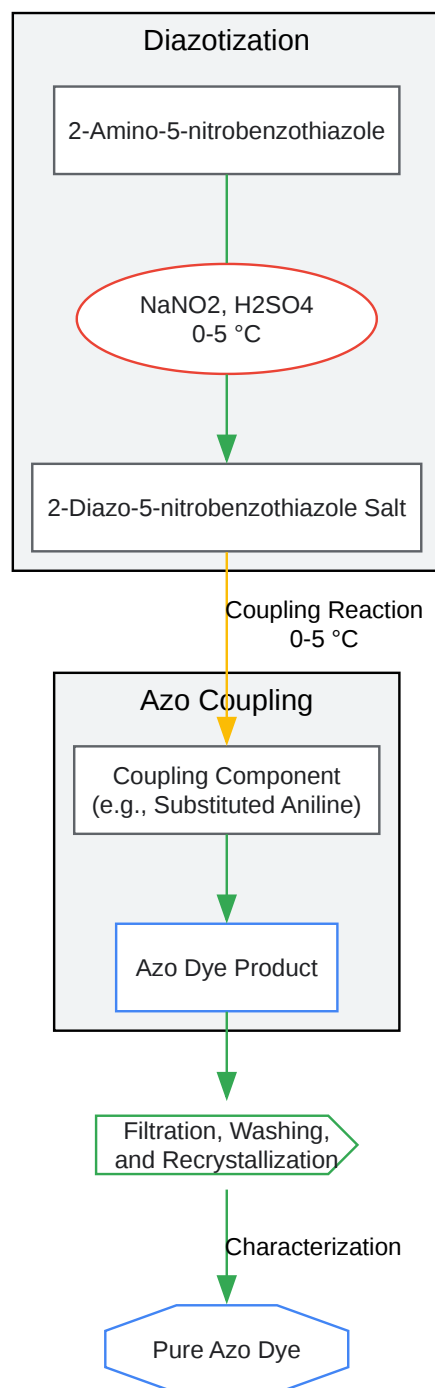 Diazotization
2-Amino-5-nitrobenzothiazole
NaNO2, H2SO4
0-5 °C
2-Diazo-5-nitrobenzothiazole Salt
Coupling Reaction
0-5 °C
Azo Coupling
Coupling Component
(e.g., Substituted Aniline)
Azo Dye Product
Filtration, Washing,
and Recrystallization
Characterization
Pure Azo Dye